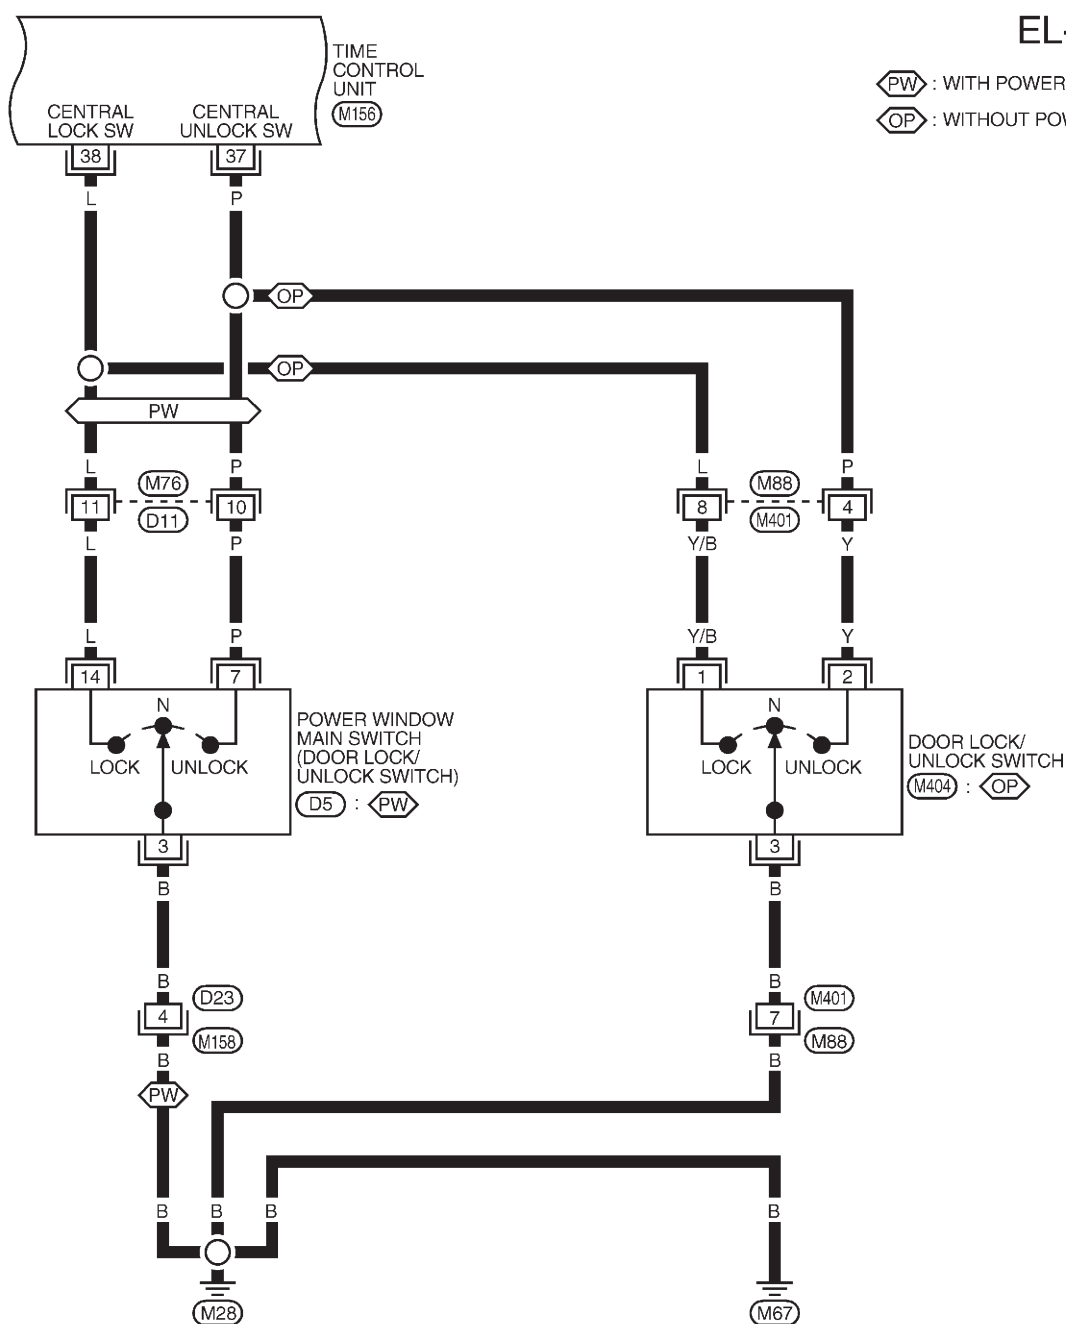 EL-
PW : WITH POWER
OP : WITHOUT POW
TIME
CONTROL
UNIT
M156
CENTRAL
LOCK SW
CENTRAL
UNLOCK SW
38
37
L
P
OP
OP
PW
L
P
L
P
11
M76
10
8
M88
4
D11
M401
L
P
Y/B
Y
L
P
Y/B
Y
14
7
1
2
N
LOCK
UNLOCK
POWER WINDOW
MAIN SWITCH
(DOOR LOCK/
UNLOCK SWITCH)
D5 : PW
N
LOCK
UNLOCK
DOOR LOCK/
UNLOCK SWITCH
M404 : OP
3
3
B
B
B
B
4
D23
M158
7
M401
M88
B
B
PW
B
B
B
B
M28
M67